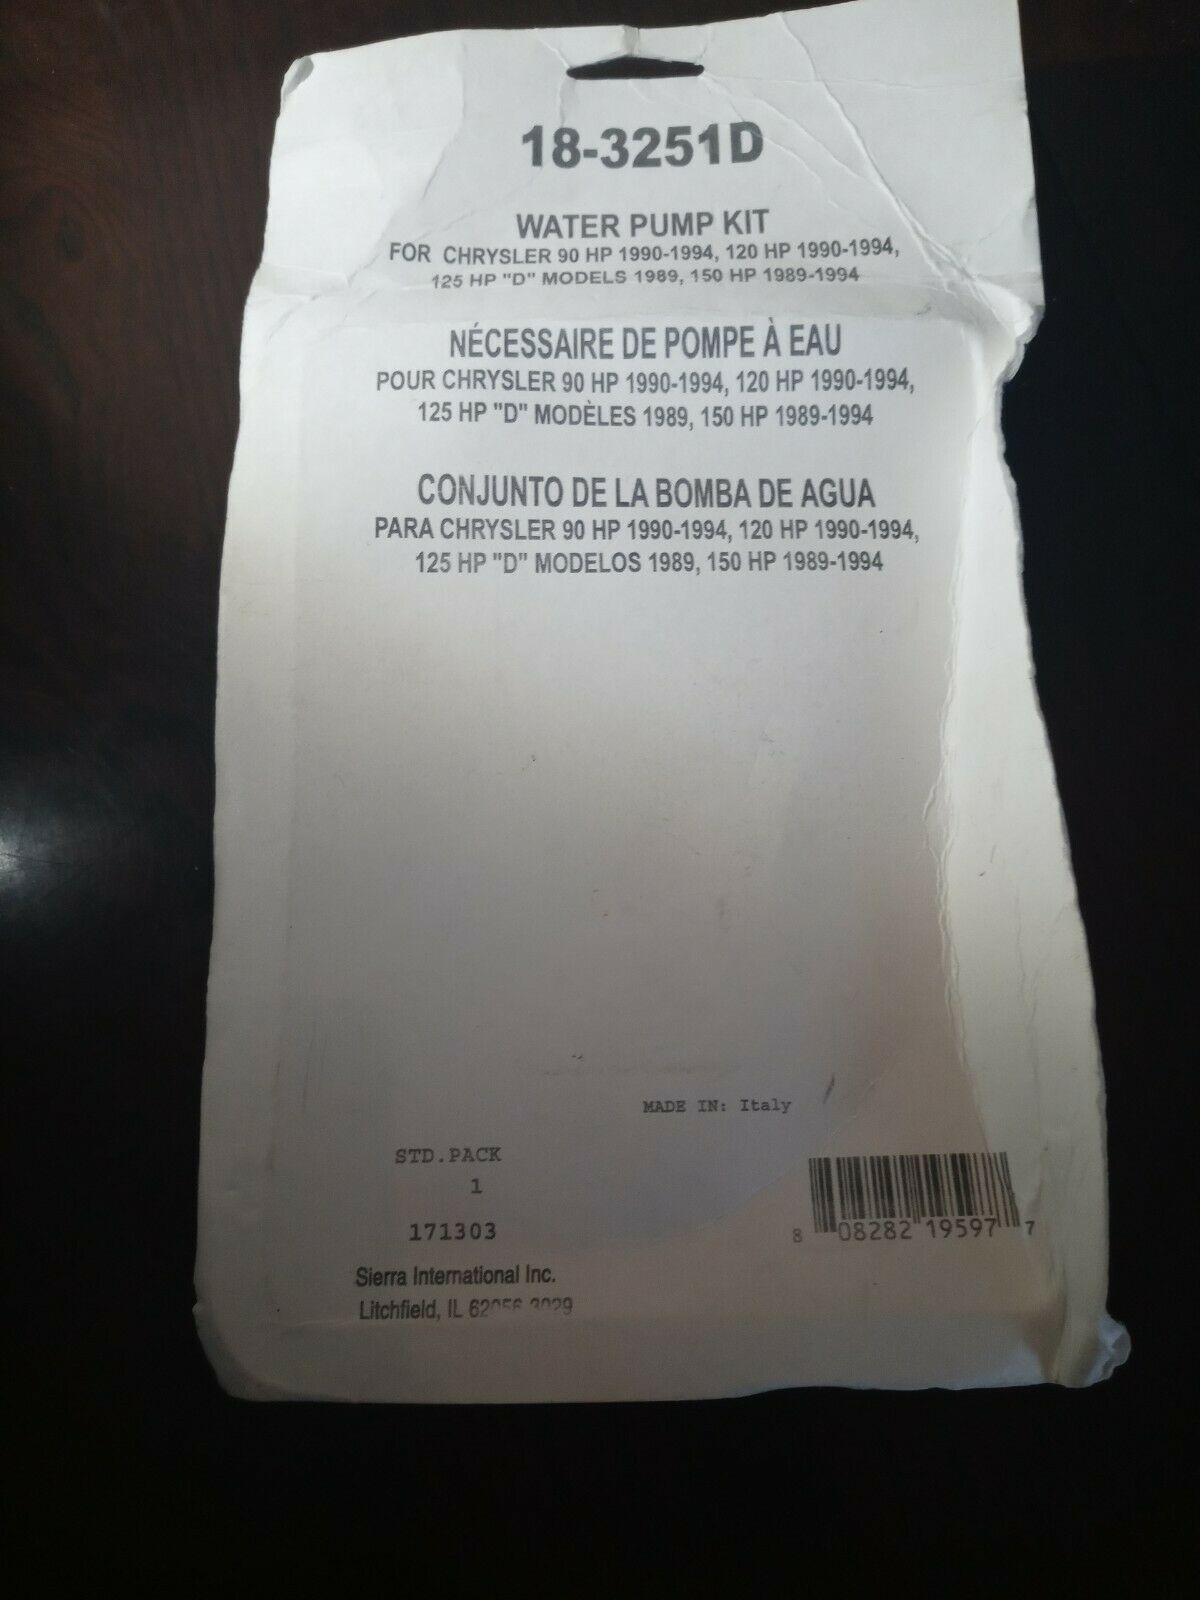 18-3251D
WATER PUMP KIT
FOR CHRYSLER 90 HP 1990-1994, 120 HP 1990-1994,
125 HP "D" MODELS 1989, 150 HP 1989-1994
NÉCESSAIRE DE POMPE À EAU
POUR CHRYSLER 90 HP 1990-1994, 120 HP 1990-1994,
125 HP "D" MODÈLES 1989, 150 HP 1989-1994
CONJUNTO DE LA BOMBA DE AGUA
PARA CHRYSLER 90 HP 1990-1994, 120 HP 1990-1994,
125 HP "D" MODELOS 1989, 150 HP 1989-1994
MADE IN: Italy
STD.PACK
1
171303
8 08282 19597 7
Sierra International Inc.
Litchfield, IL 62056-3029